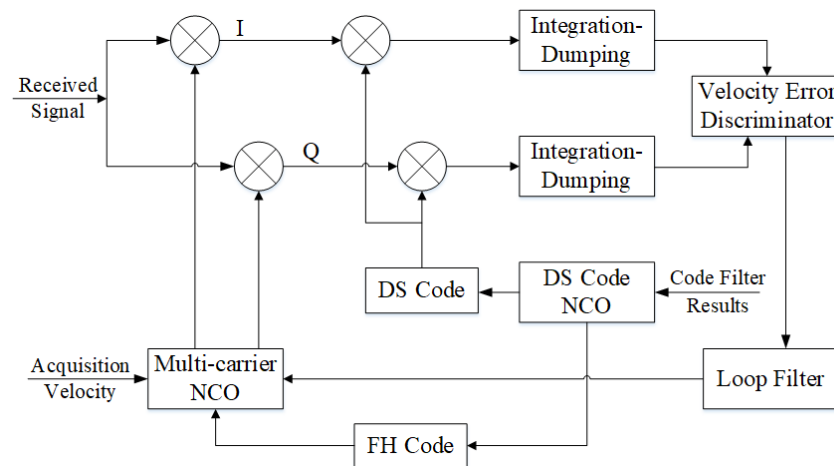 I
Integration-
Dumping
Received
Signal
Velocity Error
Discriminator
Q
Integration-
Dumping
DS Code
DS Code
NCO
Code Filter
Results
Acquisition
Velocity
Multi-carrier
NCO
Loop Filter
FH Code